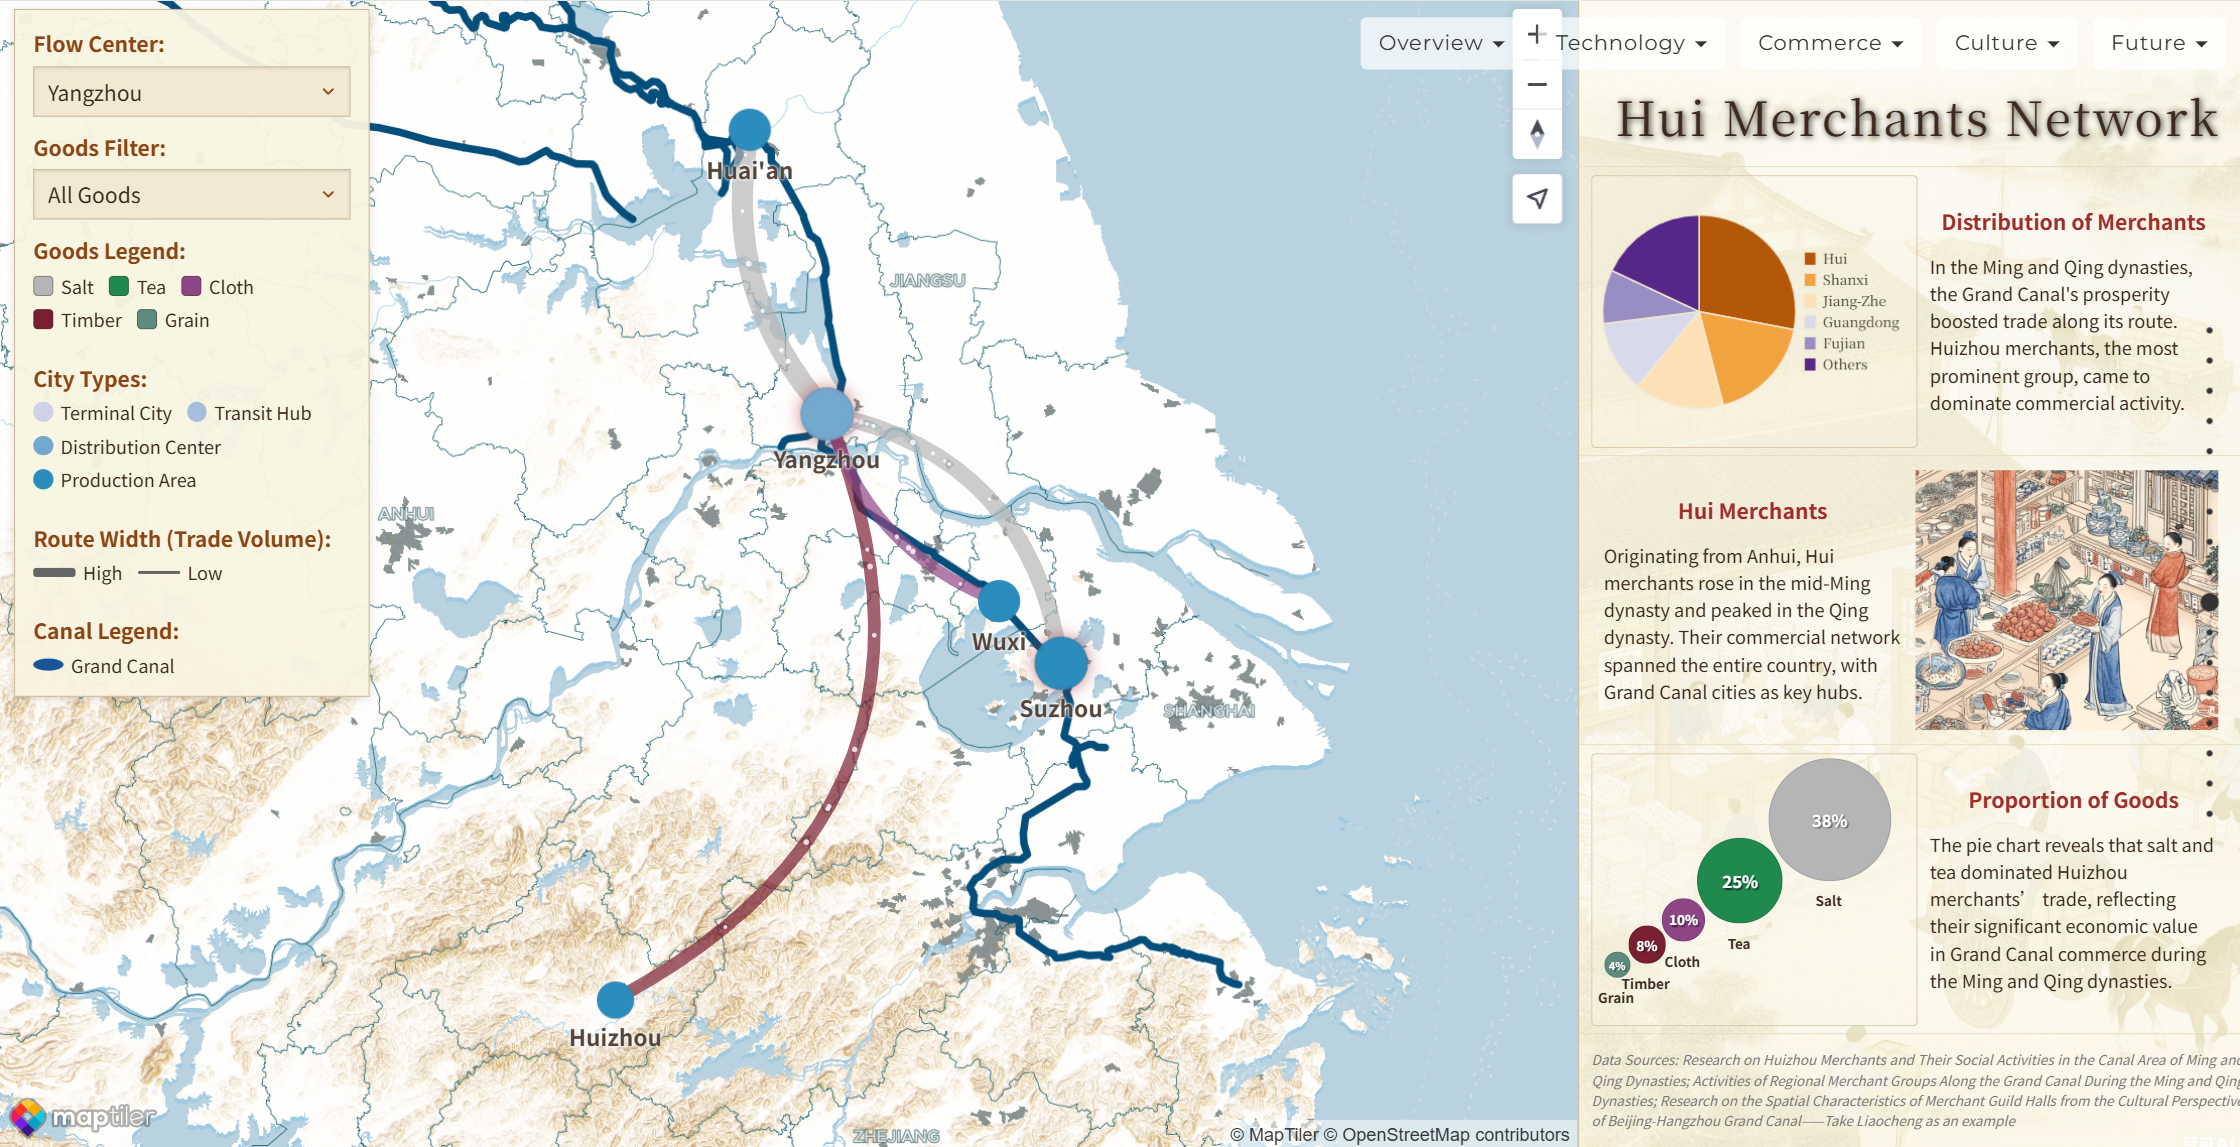 Flow Center:
Yangzhou
Goods Filter:
All Goods
Goods Legend:
Salt Tea Cloth
Timber Grain
City Types:
Terminal City Transit Hub
Distribution Center
Production Area
Route Width (Trade Volume):
High Low
Canal Legend:
Grand Canal
Huai'an
JIANGSU
Yangzhou
ANHUI
Wuxi
Suzhou
SHANGHAI
Huizhou
ZHEJIANG
maptiler
© MapTiler © OpenStreetMap contributors
Overview Technology Commerce Culture Future
Hui Merchants Network
Hui
Shanxi
Jiang-Zhe
Guangdong
Fujian
Others
Distribution of Merchants
In the Ming and Qing dynasties,
the Grand Canal's prosperity
boosted trade along its route.
Huizhou merchants, the most
prominent group, came to
dominate commercial activity.
Hui Merchants
Originating from Anhui, Hui
merchants rose in the mid-Ming
dynasty and peaked in the Qing
dynasty. Their commercial network
spanned the entire country, with
Grand Canal cities as key hubs.
38%
Salt
25%
Tea
10%
Cloth
8%
Timber
4%
Grain
Proportion of Goods
The pie chart reveals that salt and
tea dominated Huizhou
merchants’ trade, reflecting
their significant economic value
in Grand Canal commerce during
the Ming and Qing dynasties.
Data Sources: Research on Huizhou Merchants and Their Social Activities in the Canal Area of Ming and
Qing Dynasties; Activities of Regional Merchant Groups Along the Grand Canal During the Ming and Qing
Dynasties; Research on the Spatial Characteristics of Merchant Guild Halls from the Cultural Perspective
of Beijing-Hangzhou Grand Canal——Take Liaocheng as an example